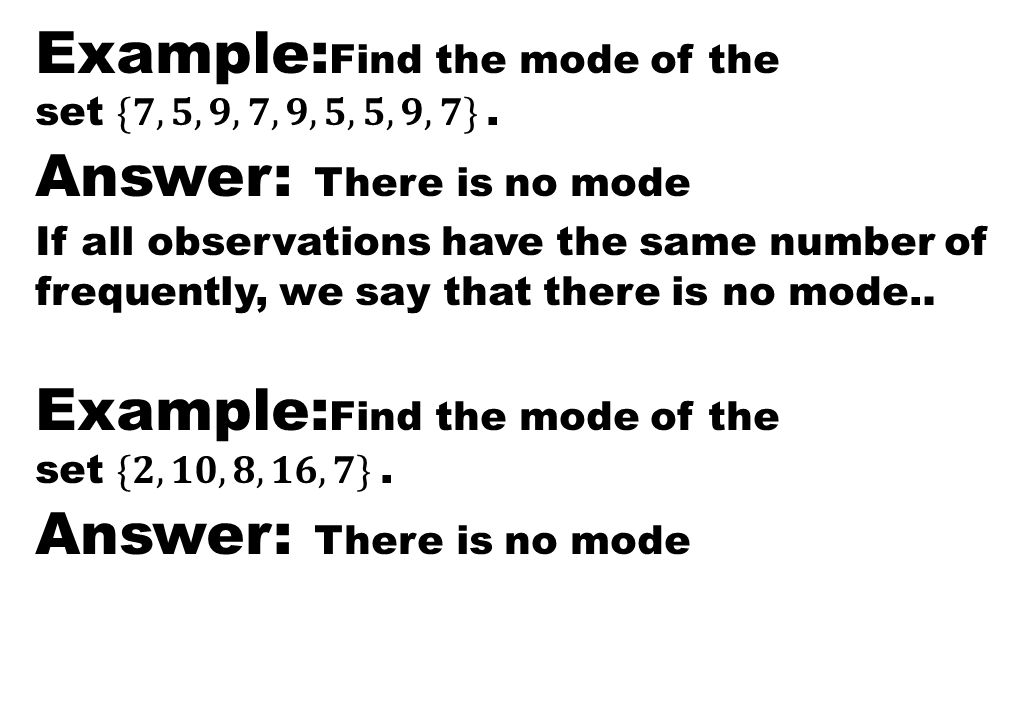 Example:Find the mode of the
set {7, 5, 9, 7, 9, 5, 5, 9, 7} .
Answer: There is no mode
If all observations have the same number of
frequently, we say that there is no mode..
Example:Find the mode of the
set {2, 10, 8, 16, 7} .
Answer: There is no mode